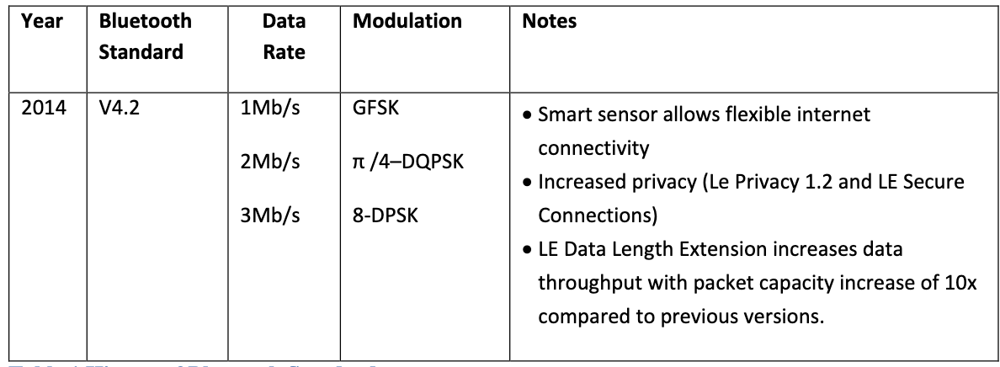 Year Bluetooth Data Modulation Notes
Standard Rate
2014 V4.2 1Mb/s GFSK • Smart sensor allows flexible internet
connectivity
2Mb/s π /4–DQPSK • Increased privacy (Le Privacy 1.2 and LE Secure
3Mb/s 8-DPSK Connections)
• LE Data Length Extension increases data
throughput with packet capacity increase of 10x
compared to previous versions.